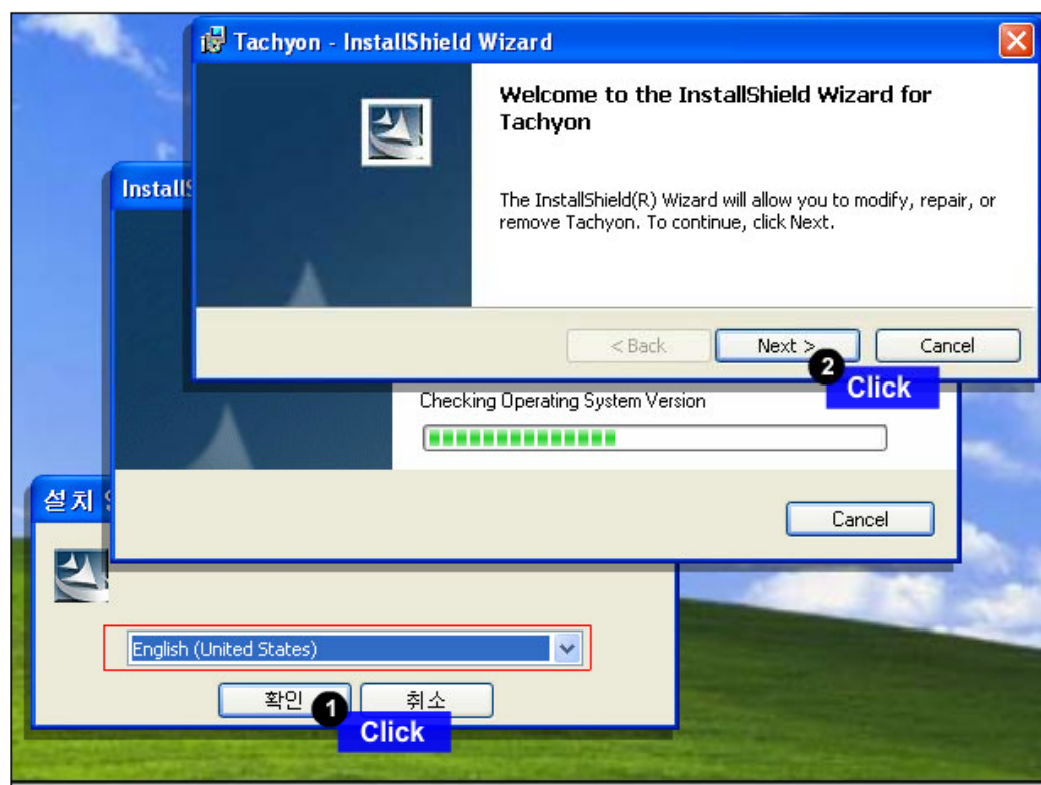 Tachyon - InstallShield Wizard
Welcome to the InstallShield Wizard for
Tachyon
The InstallShield(R) Wizard will allow you to modify, repair, or
remove Tachyon. To continue, click Next.
< Back
Next >
Cancel
2
Click
Checking Operating System Version
Cancel
설치
English (United States)
확인
취소
1
Click